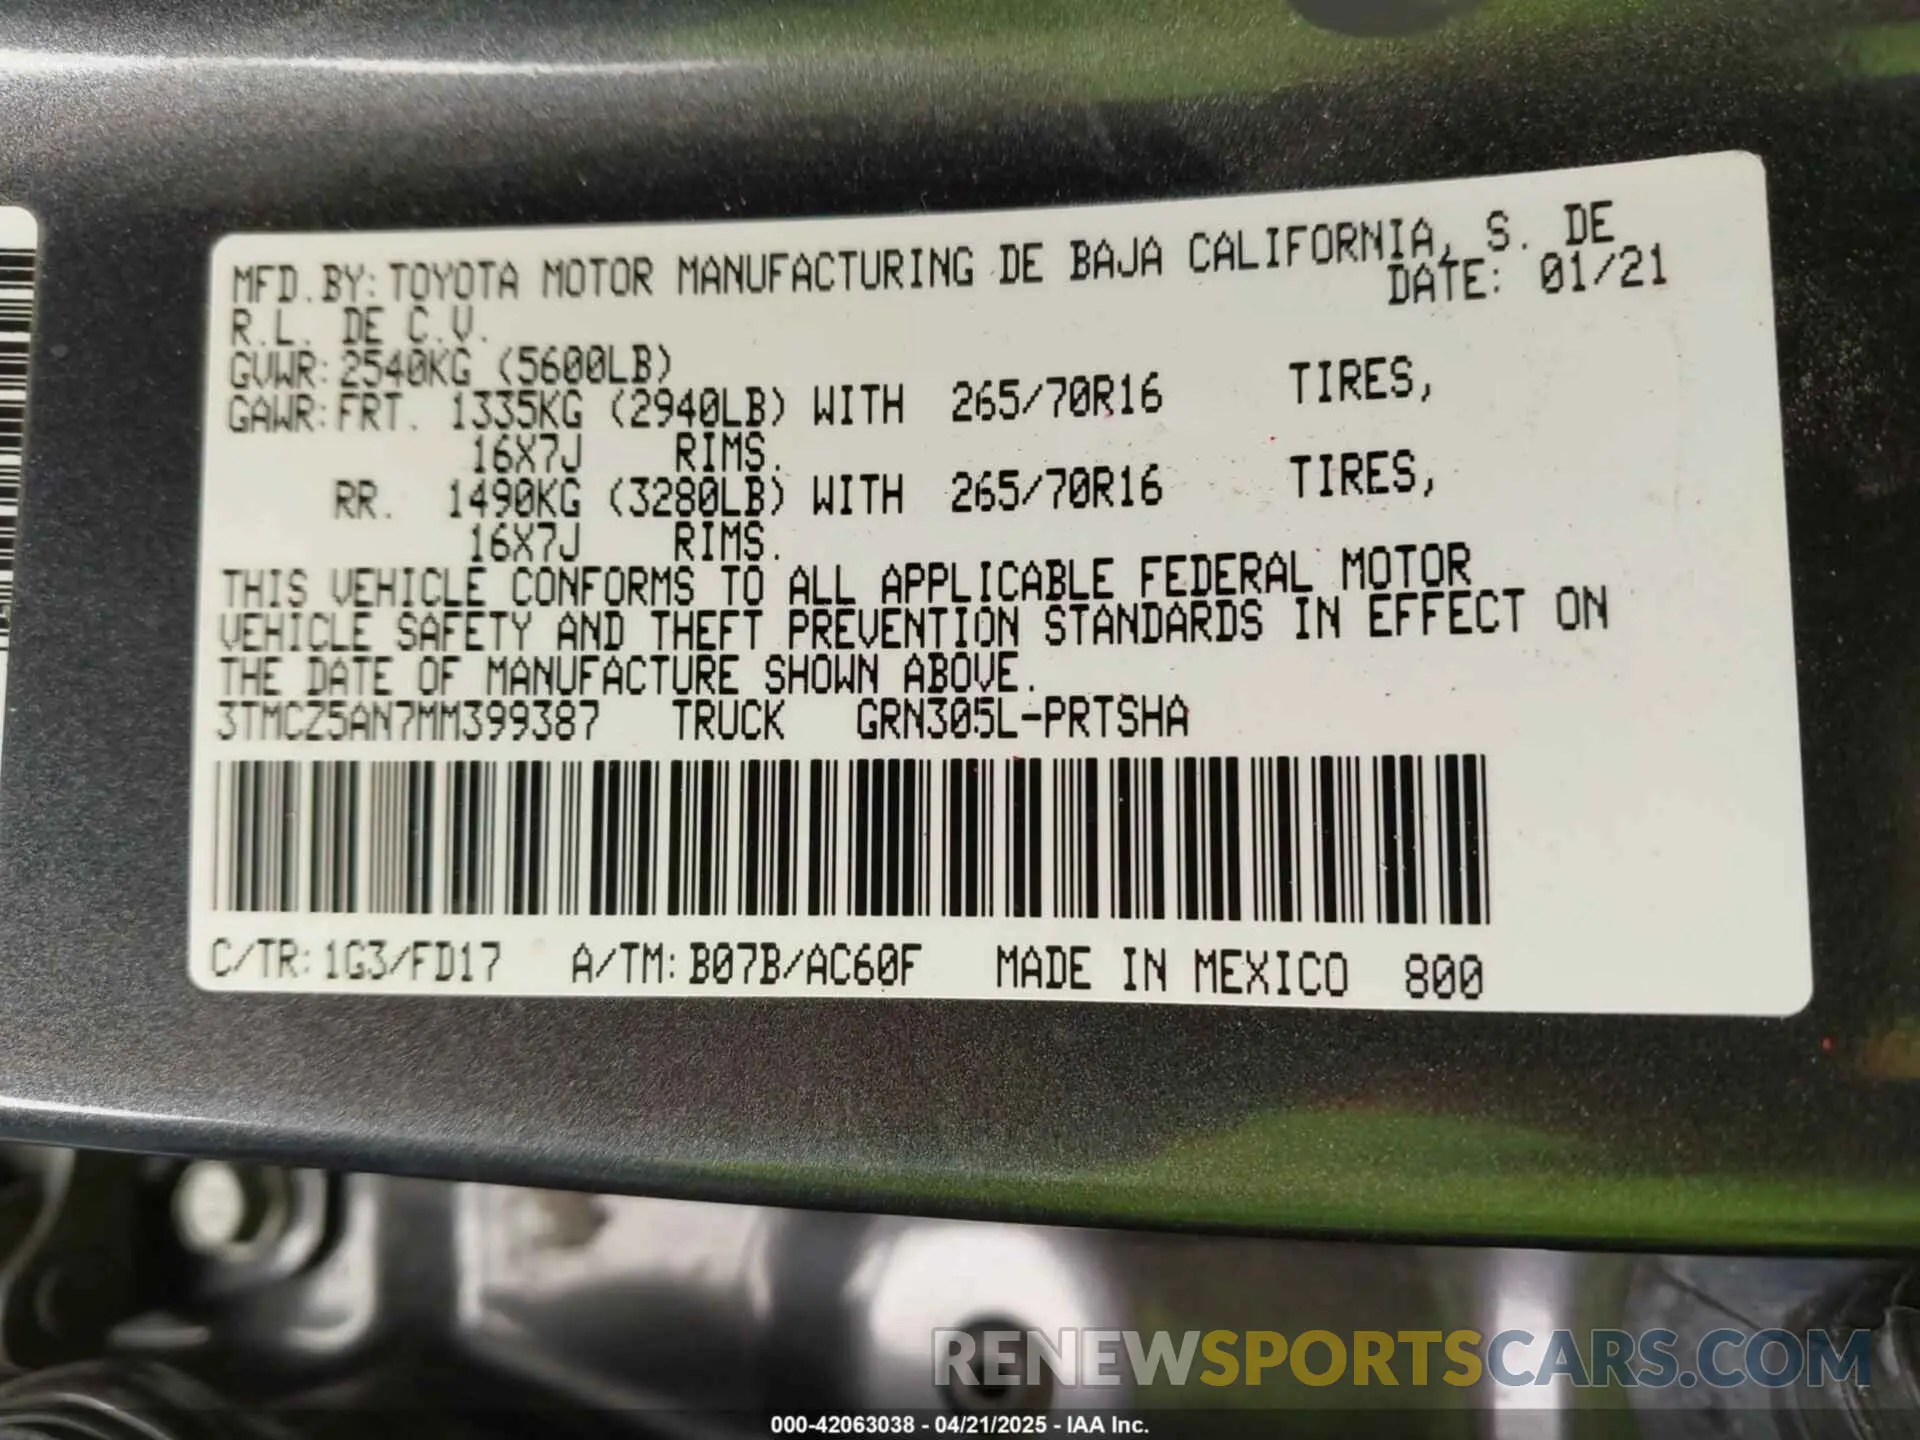 MFD.BY:TOYOTA MOTOR MANUFACTURING DE BAJA CALIFORNIA, S. DE
R.L. DE C.V. DATE: 01/21
GVWR:2540KG (5600LB)
GAWR:FRT. 1335KG (2940LB) WITH 265/70R16 TIRES,
16X7J RIMS.
RR. 1490KG (3280LB) WITH 265/70R16 TIRES,
16X7J RIMS.
THIS VEHICLE CONFORMS TO ALL APPLICABLE FEDERAL MOTOR
VEHICLE SAFETY AND THEFT PREVENTION STANDARDS IN EFFECT ON
THE DATE OF MANUFACTURE SHOWN ABOVE.
3TMCZ5AN7MM399387 TRUCK GRN305L-PRTSHA
C/TR:1G3/FD17 A/TM:B07B/AC60F MADE IN MEXICO 800
RENEWSPORTSCARS.COM
000-42063038 - 04/21/2025 - IAA Inc.